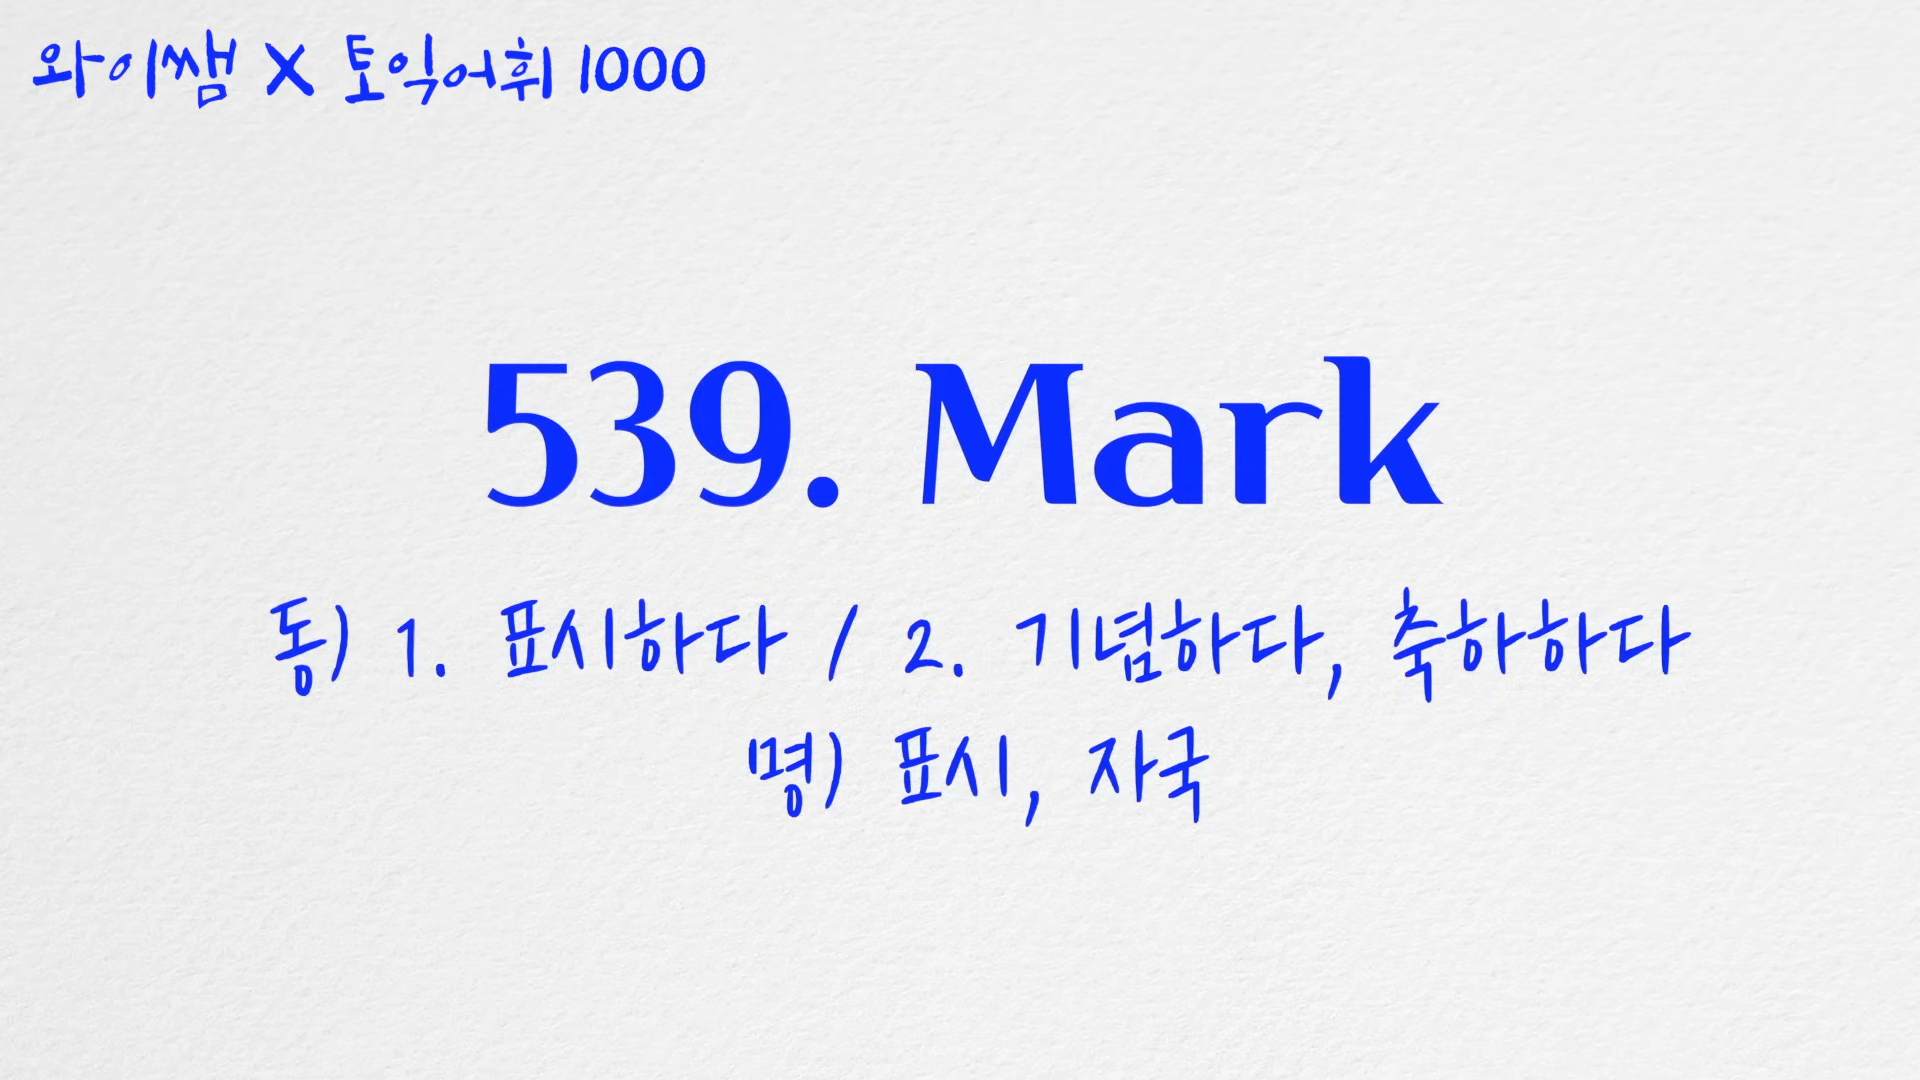 와이쌤 X 토익어휘 1000
539. Mark
동) 1. 표시하다 / 2. 기념하다, 축하하다
명) 표시, 자국